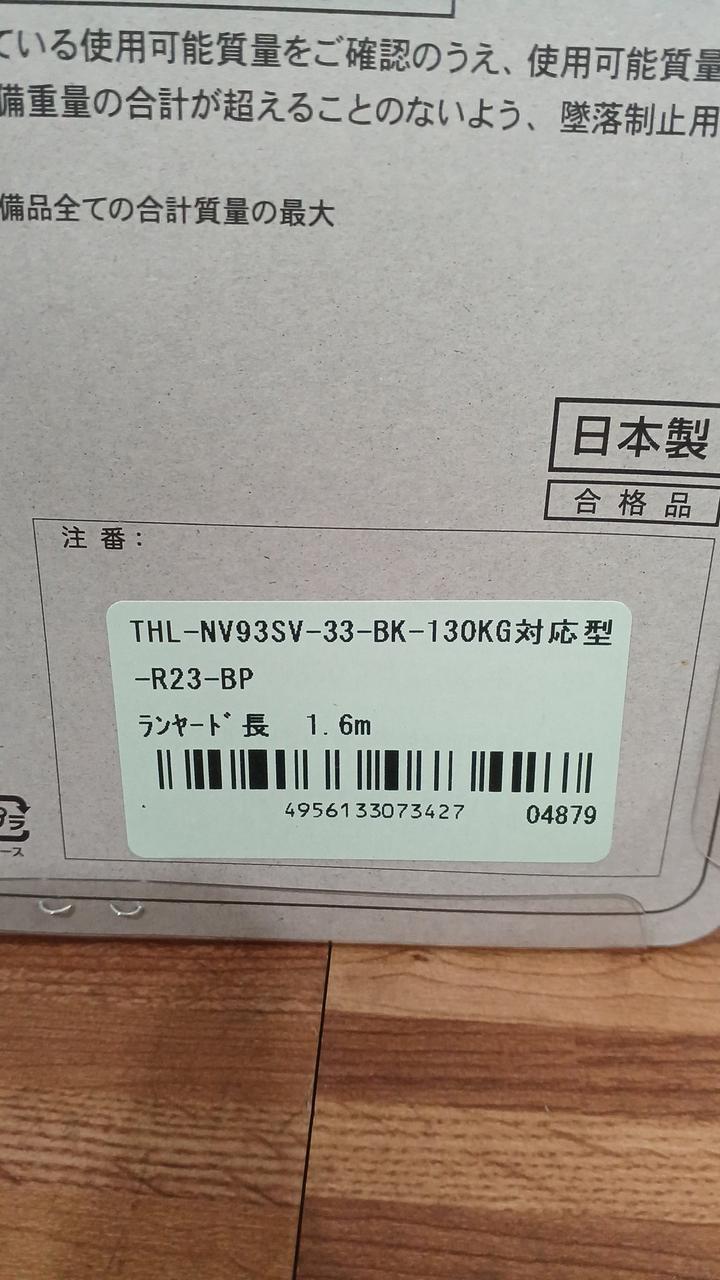 ている使用可能質量をご確認のうえ、使用可能質量
備重量の合計が超えることのないよう、墜落制止用
備品全ての合計質量の最大
日本製
合格品
注番：
THL-NV93SV-33-BK-130KG対応型
-R23-BP
ﾗﾝﾔｰﾄﾞ長 1.6m
4956133073427 04879
プラ
ース